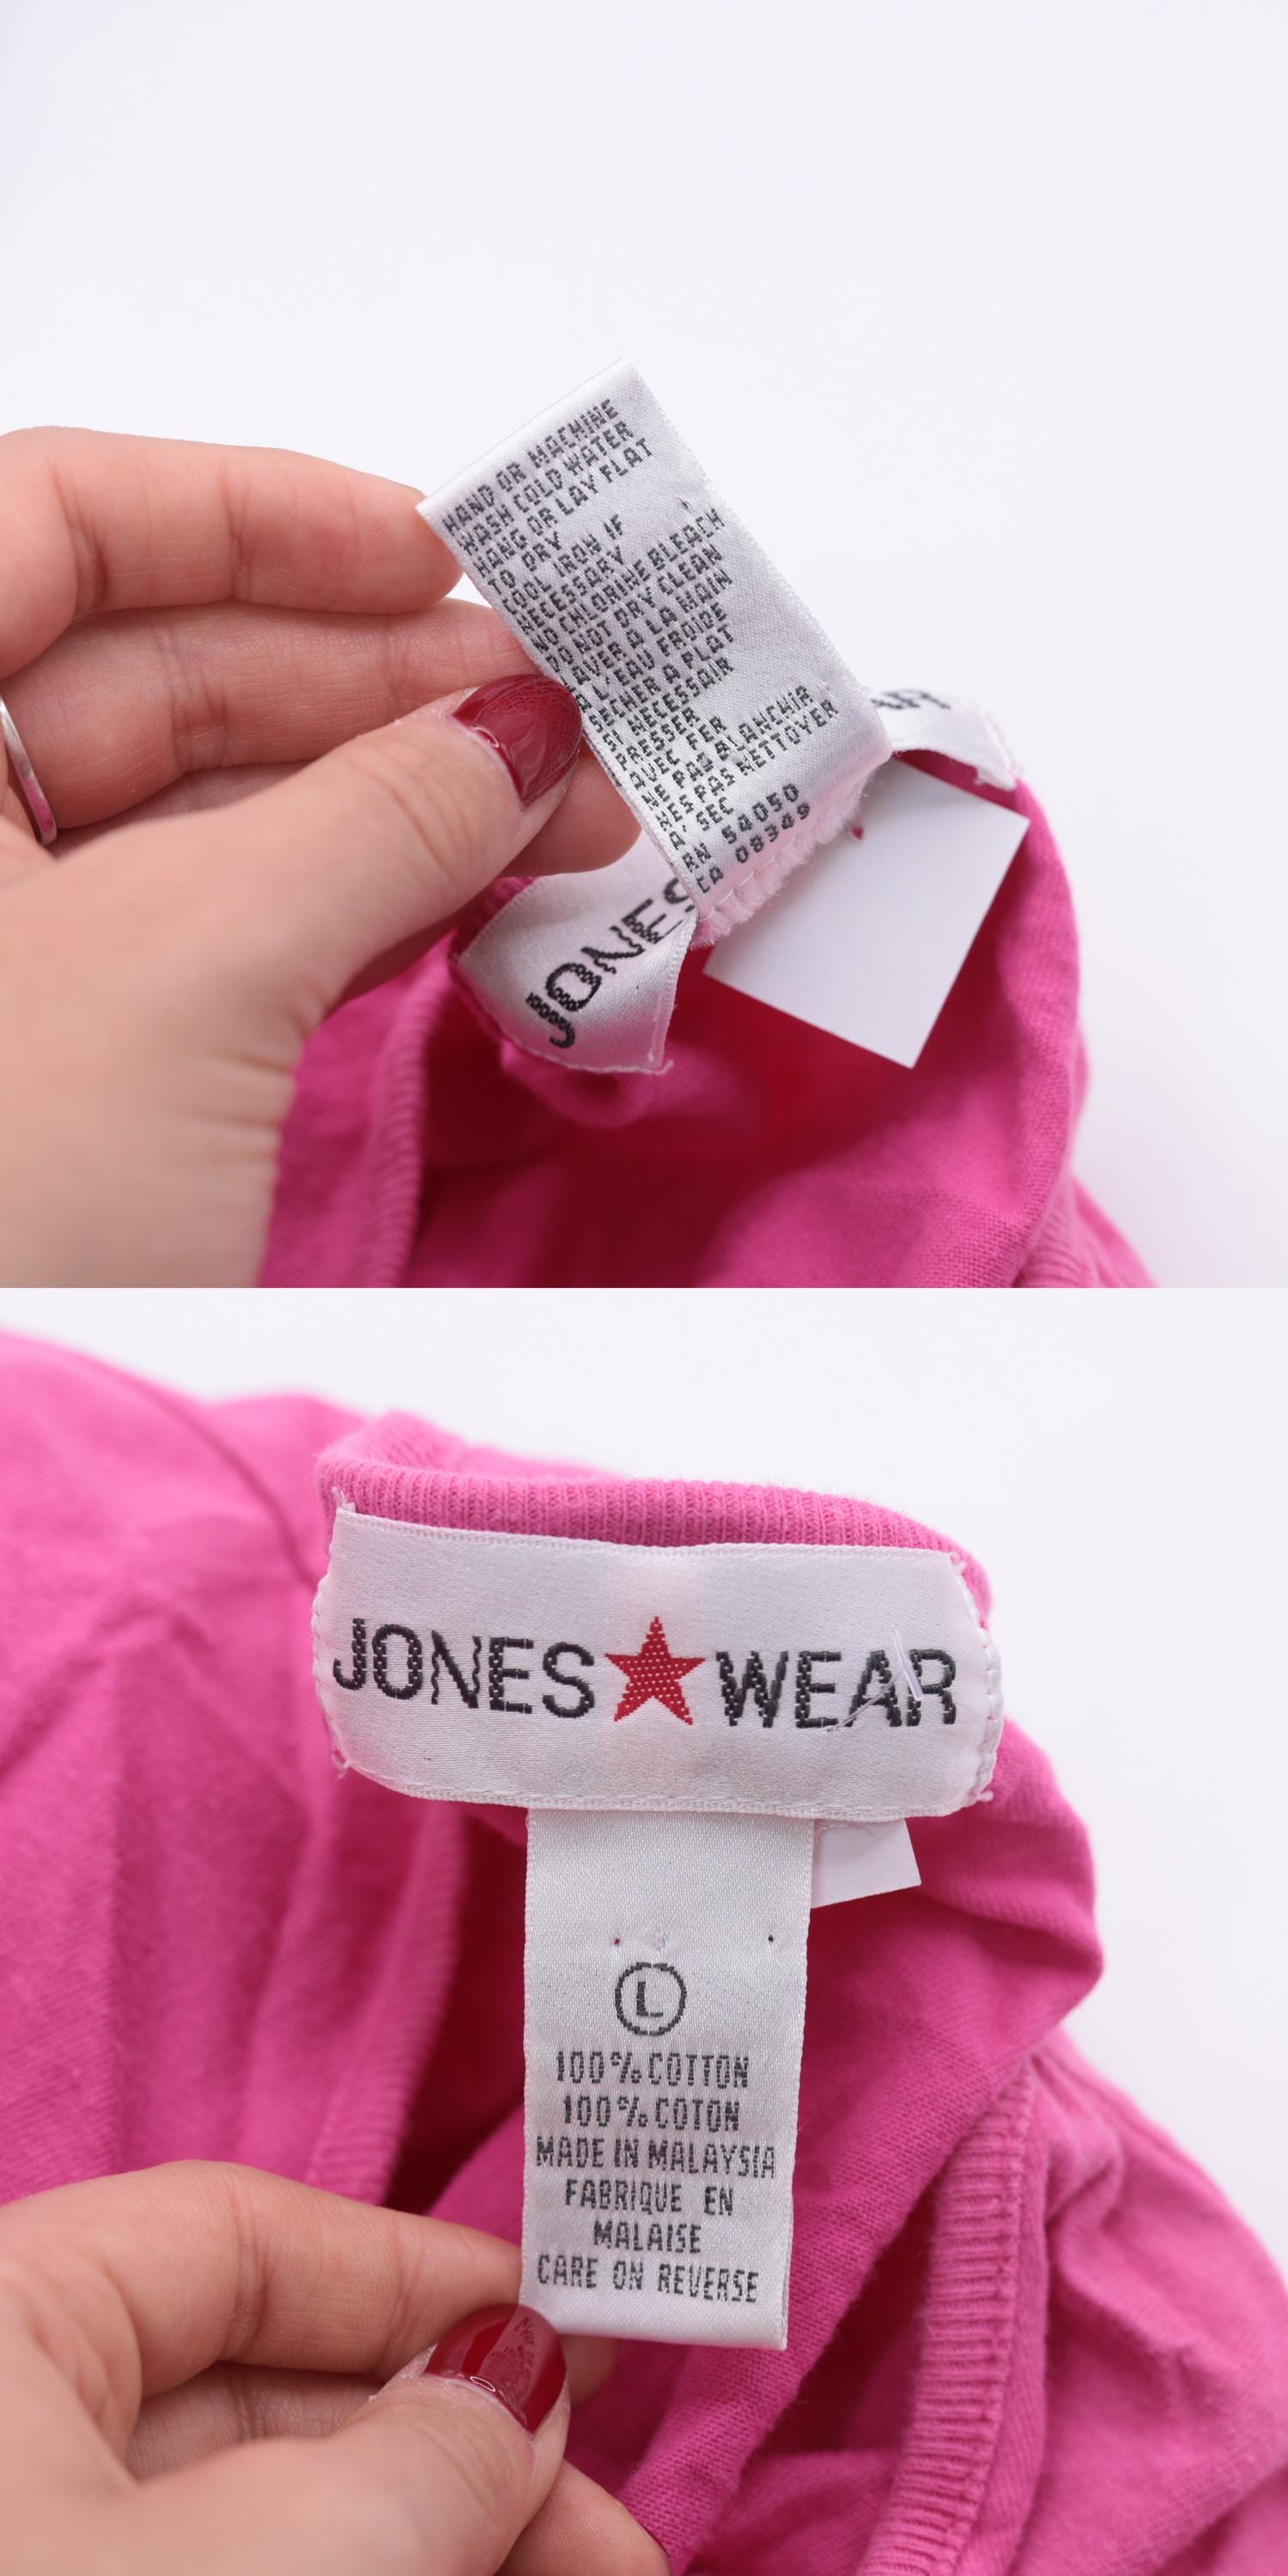 HAND OR MACHINE
WASH COLD WATER
HANG OR LAY FLAT
TO DRY
COOL IRON IF
NECESSARY
NO CHLORINE BLEACH
DO NOT DRY CLEAN
LAVER A LA MAIN
A L'EAU FROIDE
SECHER A PLAT
SI NECESSAIR
PRESSER
AVEC FER
NE PAS BLANCHIR
NES PAS NETTOYER
A' SEC
RN 54050
CA 08349
JONES
JONES WEAR
L
100% COTTON
100% COTON
MADE IN MALAYSIA
FABRIQUE EN
MALAISE
CARE ON REVERSE